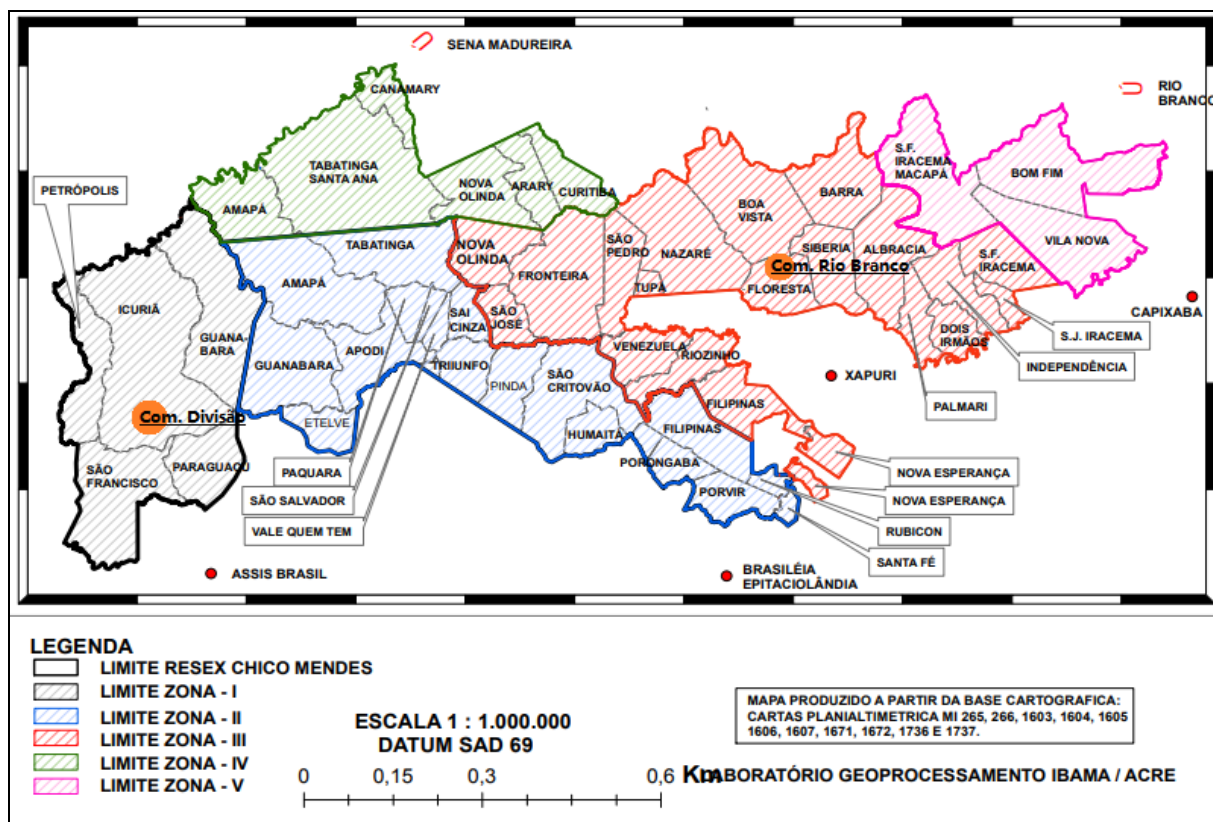 SENA MADUREIRA
RIO
BRANCO
CANAMARY
TABATINGA
SANTA ANA
NOVA
OLINDA
ARARY
CURITIBA
AMAPÁ
S.F.
IRACEMA
MACAPÁ
BOM FIM
VILA NOVA
BARRA
BOA
VISTA
PETRÓPOLIS
TABATINGA
NOVA
OLINDA
FRONTEIRA
SÃO
PEDRO
NAZARÉ
SIBERIA
ALBRACIA
S.F.
IRACEMA
Com. Rio Branco
FLORESTA
TUPÃ
AMAPÁ
ICURIÃ
GUANA-
BARA
GUANABARA
APODI
SAI
CINZA
SÃO
JOSÉ
DOIS
IRMÃOS
CAPIXABA
S.J. IRACEMA
INDEPENDÊNCIA
VENEZUELA
RIOZINHO
XAPURI
PALMARI
TRIIUNFO
PINDA
SÃO
CRITOVÃO
FILIPINAS
FILIPINAS
Com. Divisão
ETELVE
HUMAITÁ
PORONGABA
PORVIR
SÃO
FRANCISCO
PARAGUAÇU
PAQUARA
SÃO SALVADOR
VALE QUEM TEM
NOVA ESPERANÇA
NOVA ESPERANÇA
RUBICON
SANTA FÉ
ASSIS BRASIL
BRASILÉIA
EPITACIOLÂNDIA
LEGENDA
LIMITE RESEX CHICO MENDES
LIMITE ZONA - I
LIMITE ZONA - II
LIMITE ZONA - III
LIMITE ZONA - IV
LIMITE ZONA - V
ESCALA 1 : 1.000.000
DATUM SAD 69
0 0,15 0,3 0,6 Km
MAPA PRODUZIDO A PARTIR DA BASE CARTOGRAFICA:
CARTAS PLANIALTIMETRICA MI 265, 266, 1603, 1604, 1605
1606, 1607, 1671, 1672, 1736 E 1737.
LABORATÓRIO GEOPROCESSAMENTO IBAMA / ACRE